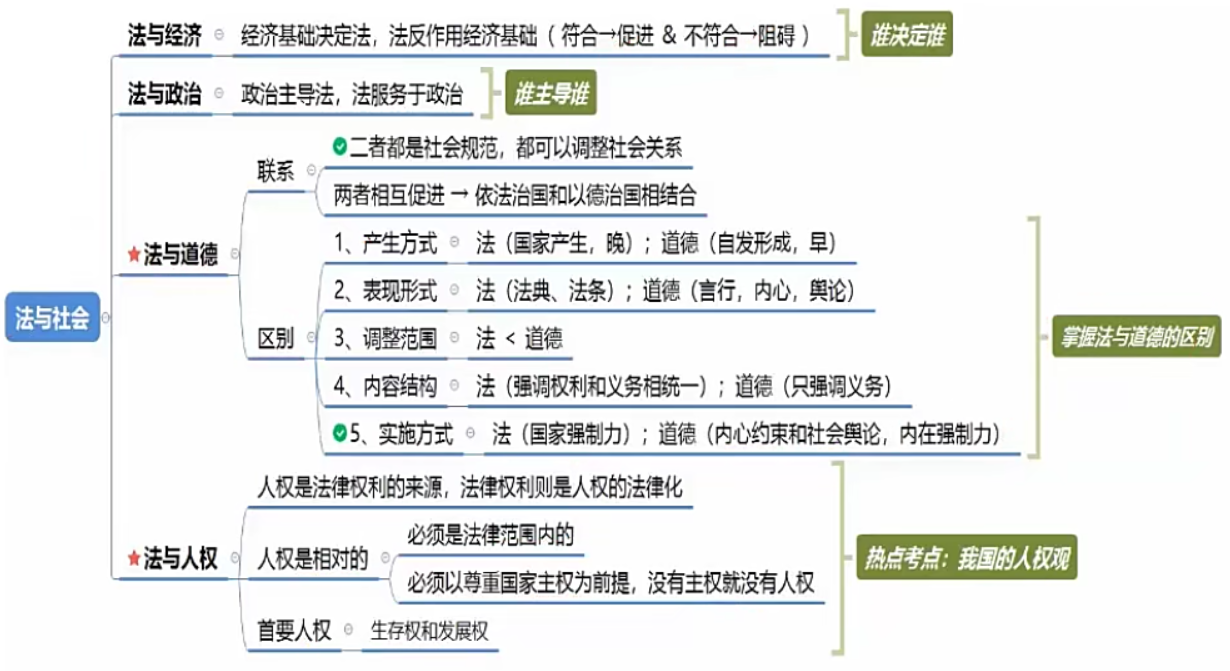 法与社会
法与经济
经济基础决定法，法反作用经济基础（ 符合→促进 & 不符合→阻碍 ）
谁决定谁
法与政治
政治主导法，法服务于政治
谁主导谁
法与道德
联系
二者都是社会规范，都可以调整社会关系
两者相互促进 → 依法治国和以德治国相结合
区别
1、产生方式
法（国家产生，晚）；道德（自发形成，早）
2、表现形式
法（法典、法条）；道德（言行，内心，舆论）
3、调整范围
法 < 道德
4、内容结构
法（强调权利和义务相统一）；道德（只强调义务）
5、实施方式
法（国家强制力）；道德（内心约束和社会舆论，内在强制力）
掌握法与道德的区别
法与人权
人权是法律权利的来源，法律权利则是人权的法律化
人权是相对的
必须是法律范围内的
必须以尊重国家主权为前提，没有主权就没有人权
首要人权
生存权和发展权
热点考点：我国的人权观